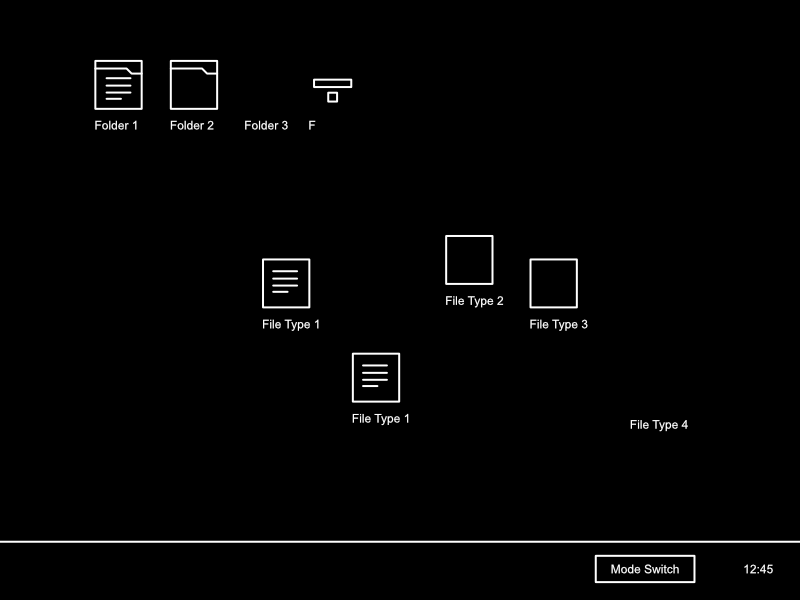 Folder 1
Folder 2
Folder 3
F
File Type 2
File Type 1
File Type 3
File Type 1
File Type 4
Mode Switch
12:45